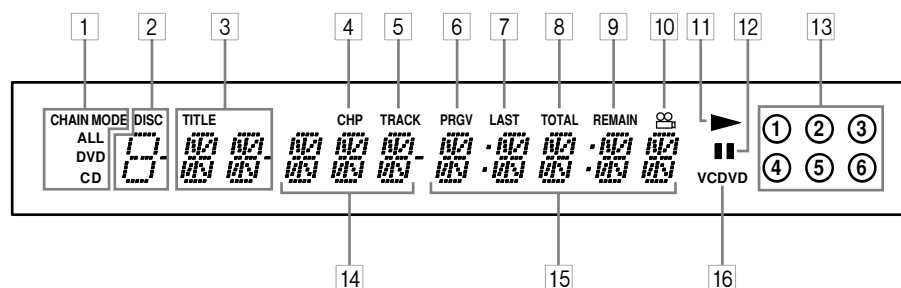 1 2 3 4 5 6 7 8 9 10 11 12 13
CHAIN MODE DISC TITLE CHP TRACK PRGV LAST TOTAL REMAIN
ALL
DVD
CD
VCDVD
1 2 3
4 5 6
14 15 16